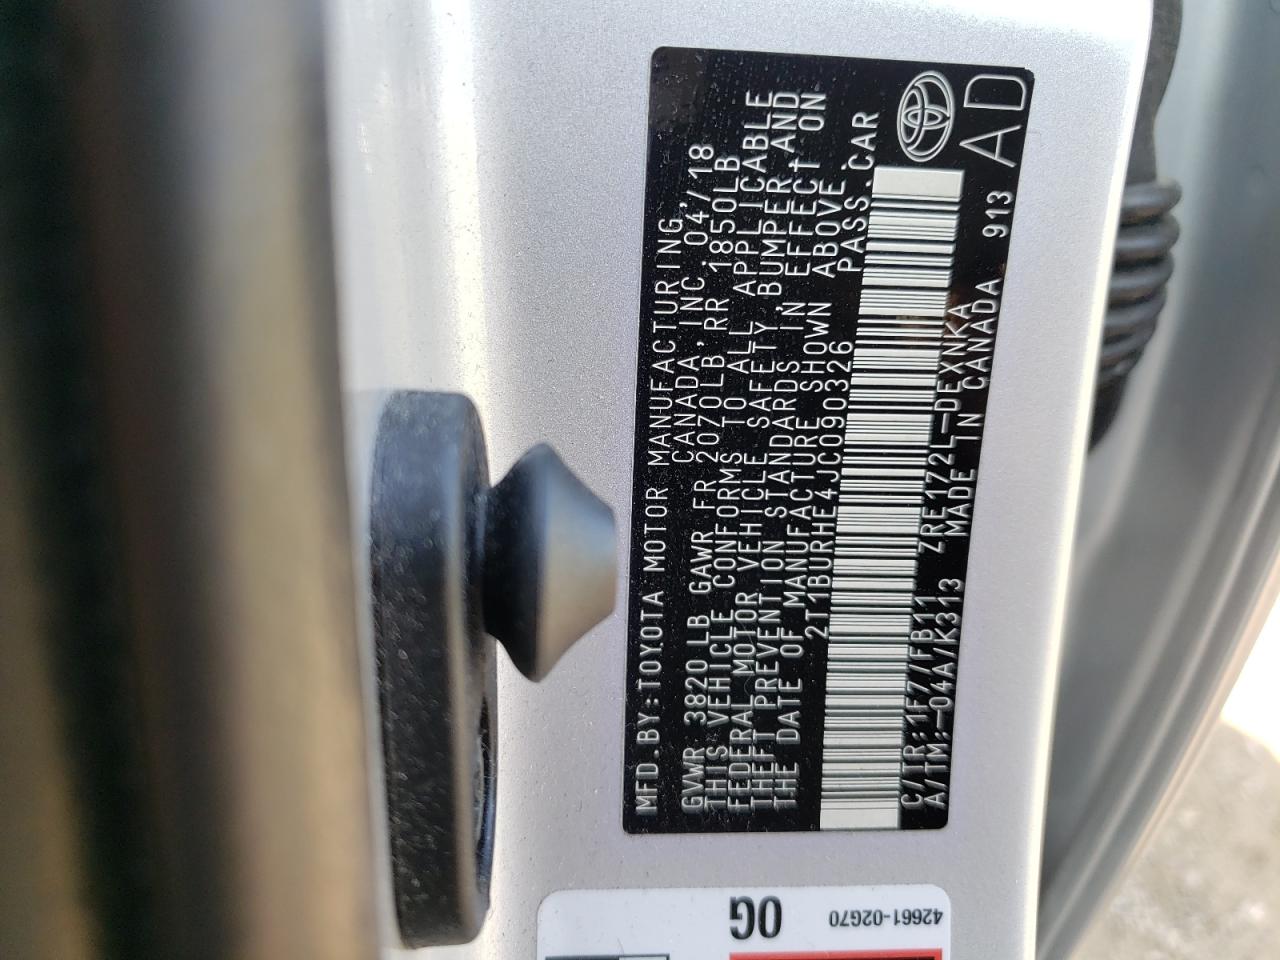 MFD.BY:TOYOTA MOTOR MANUFACTURING,
CANADA,INC. 04/18
GVWR 3820LB GAWR FR 2070LB,RR 1850LB
THIS VEHICLE CONFORMS TO ALL APPLICABLE
FEDERAL MOTOR VEHICLE SAFETY,BUMPER,AND
THEFT PREVENTION STANDARDS IN EFFECT ON
THE DATE OF MANUFACTURE SHOWN ABOVE.
2T1BURHE4JC090326 PASS.CAR
C/TR:1F7/FB11 ZRE172L-DEXNKA
A/TM:-04A/K313 MADE IN CANADA 913
AD
0G
42661-02G70